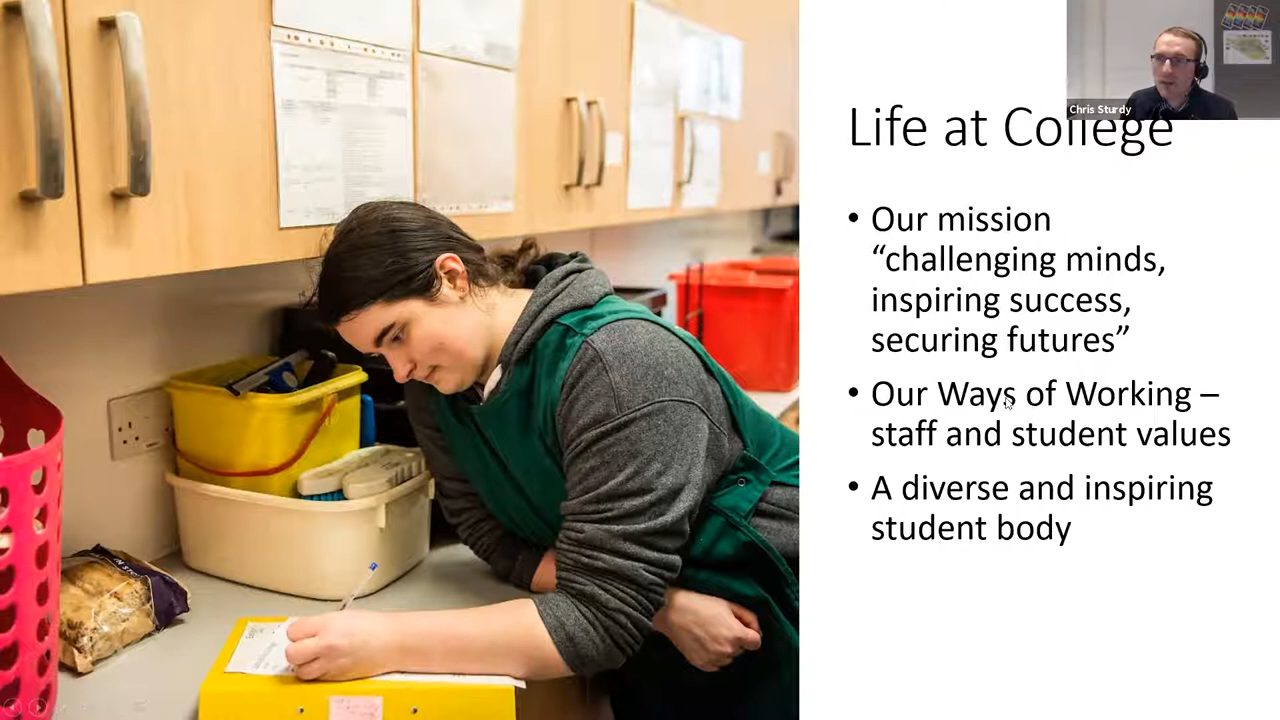 Chris Sturdy
Life at College
• Our mission
“challenging minds,
inspiring success,
securing futures”
• Our Ways of Working –
staff and student values
• A diverse and inspiring
student body